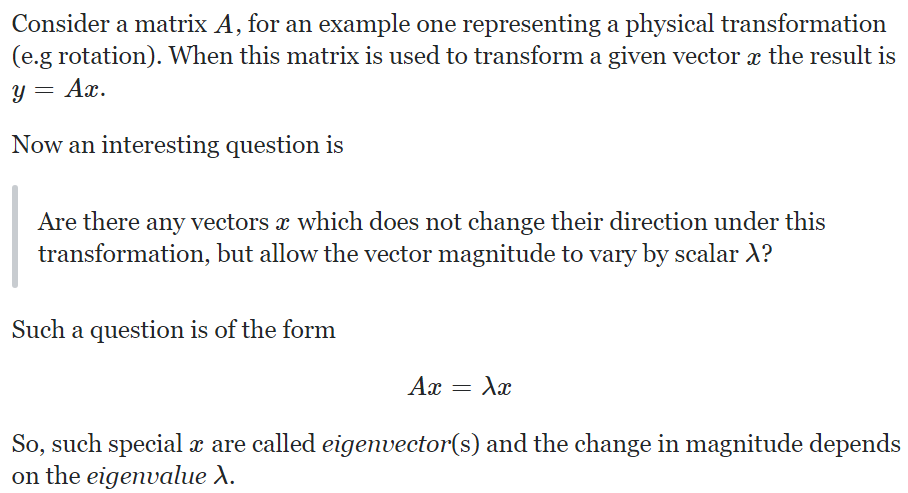 Consider a matrix A, for an example one representing a physical transformation
(e.g rotation). When this matrix is used to transform a given vector x the result is
y = Ax.
Now an interesting question is
Are there any vectors x which does not change their direction under this
transformation, but allow the vector magnitude to vary by scalar λ?
Such a question is of the form
Ax = λx
So, such special x are called eigenvector(s) and the change in magnitude depends
on the eigenvalue λ.